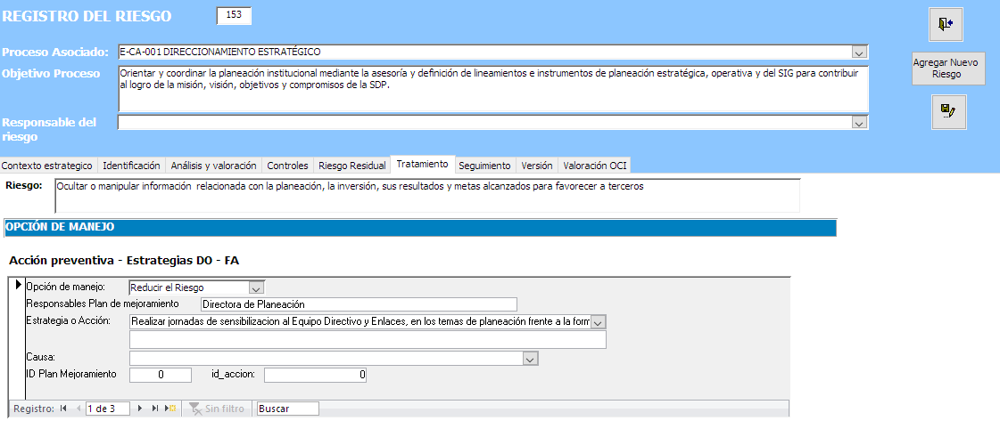 REGISTRO DEL RIESGO 153
Proceso Asociado: E-CA-001 DIRECCIONAMIENTO ESTRATÉGICO
Objetivo Proceso Orientar y coordinar la planeación institucional mediante la asesoría y definición de lineamientos e instrumentos de planeación estratégica, operativa y del SIG para contribuir
al logro de la misión, visión, objetivos y compromisos de la SDP.
Agregar Nuevo
Riesgo
Responsable del
riesgo
Contexto estrategico Identificación Análisis y valoración Controles Riesgo Residual Tratamiento Seguimiento Versión Valoración OCI
Riesgo: Ocultar o manipular información relacionada con la planeación, la inversión, sus resultados y metas alcanzados para favorecer a terceros
OPCIÓN DE MANEJO
Acción preventiva - Estrategias DO - FA
Opción de manejo: Reducir el Riesgo
Responsables Plan de mejoramiento Directora de Planeación
Estrategia o Acción: Realizar jornadas de sensibilizacion al Equipo Directivo y Enlaces, en los temas de planeación frente a la form
Causa:
ID Plan Mejoramiento 0 id_accion: 0
Registro: 1 de 3 Sin filtro Buscar